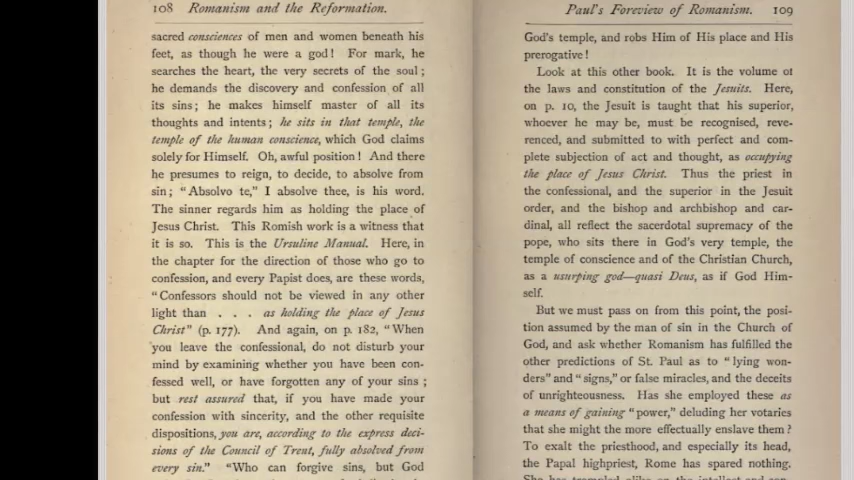 108 Romanism and the Reformation.
sacred consciences of men and women beneath his
feet, as though he were a god! For mark, he
searches the heart, the very secrets of the soul;
he demands the discovery and confession of all
its sins; he makes himself master of all its
thoughts and intents; he sits in that temple, the
temple of the human conscience, which God claims
solely for Himself. Oh, awful position! And there
he presumes to reign, to decide, to absolve from
sin; "Absolvo te," I absolve thee, is his word.
The sinner regards him as holding the place of
Jesus Christ. This Romish work is a witness that
it is so. This is the Ursuline Manual. Here, in
the chapter for the direction of those who go to
confession, and every Papist does, are these words,
"Confessors should not be viewed in any other
light than . . . as holding the place of Jesus
Christ" (p. 177). And again, on p. 182, "When
you leave the confessional, do not disturb your
mind by examining whether you have been con-
fessed well, or have forgotten any of your sins;
but rest assured that, if you have made your
confession with sincerity, and the other requisite
dispositions, you are, according to the express deci-
sions of the Council of Trent, fully absolved from
every sin." "Who can forgive sins, but God
Paul's Foreview of Romanism. 109
God's temple, and robs Him of His place and His
prerogative!
Look at this other book. It is the volume of
the laws and constitution of the Jesuits. Here,
on p. 10, the Jesuit is taught that his superior,
whoever he may be, must be recognised, reve-
renced, and submitted to with perfect and com-
plete subjection of act and thought, as occupying
the place of Jesus Christ. Thus the priest in
the confessional, and the superior in the Jesuit
order, and the bishop and archbishop and car-
dinal, all reflect the sacerdotal supremacy of the
pope, who sits there in God's very temple, the
temple of conscience and of the Christian Church,
as a usurping god—quasi Deus, as if God Him-
self.
But we must pass on from this point, the posi-
tion assumed by the man of sin in the Church of
God, and ask whether Romanism has fulfilled the
other predictions of St. Paul as to "lying won-
ders" and "signs," or false miracles, and the deceits
of unrighteousness. Has she employed these as
a means of gaining "power," deluding her votaries
that she might the more effectually enslave them?
To exalt the priesthood, and especially its head,
the Papal highpriest, Rome has spared nothing.